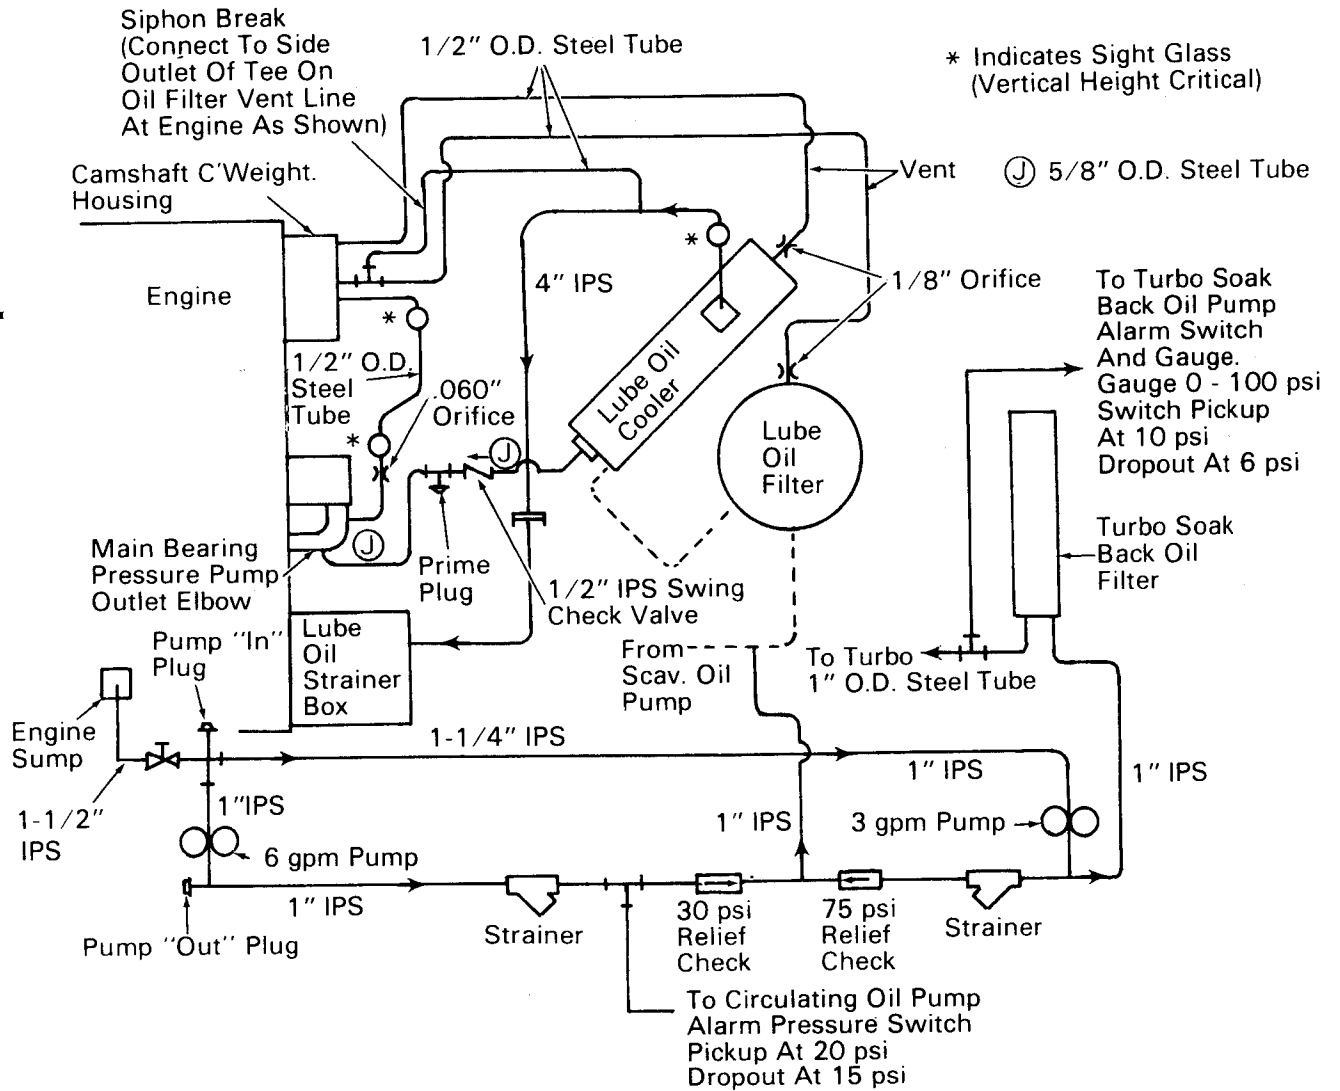 Siphon Break
(Connect To Side
Outlet Of Tee On
Oil Filter Vent Line
At Engine As Shown)
1/2" O.D. Steel Tube
* Indicates Sight Glass
(Vertical Height Critical)
Camshaft C'Weight.
Housing
Vent
J 5/8" O.D. Steel Tube
*
Engine
4" IPS
1/8" Orifice
To Turbo Soak
Back Oil Pump
Alarm Switch
And Gauge.
Gauge 0 - 100 psi
Switch Pickup
At 10 psi
Dropout At 6 psi
*
1/2" O.D.
Steel
Tube
.060"
Orifice
*
J
Lube Oil
Cooler
Lube
Oil
Filter
J
Main Bearing
Pressure Pump
Outlet Elbow
Prime
Plug
1/2" IPS Swing
Check Valve
Turbo Soak
Back Oil
Filter
Pump "In"
Plug
Lube
Oil
Strainer
Box
From
Scav. Oil
Pump
To Turbo
1" O.D. Steel Tube
Engine
Sump
1-1/4" IPS
1" IPS
1" IPS
1-1/2"
IPS
1"IPS
1" IPS
3 gpm Pump
6 gpm Pump
1" IPS
Pump "Out" Plug
Strainer
30 psi
Relief
Check
75 psi
Relief
Check
Strainer
To Circulating Oil Pump
Alarm Pressure Switch
Pickup At 20 psi
Dropout At 15 psi